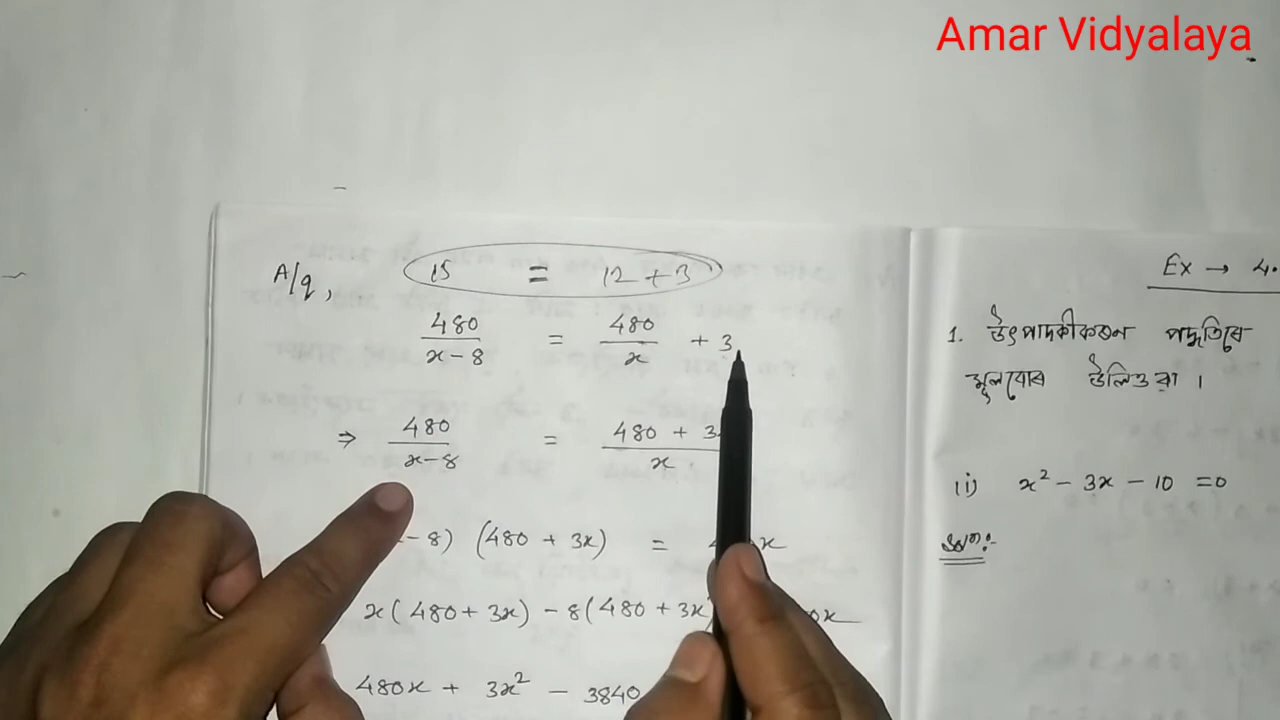 Amar Vidyalaya
A/q, 15 = 12 + 3
480/(x-8) = 480/x + 3
⇒ 480/(x-8) = (480 + 3)/x
-8) (480 + 3x) = x
x(480 + 3x) - 8(480 + 3x) x
480x + 3x² - 3840
Ex → 4.
1. উৎপাদকীকৰণ পদ্ধতিৰে
মূলবোৰ উলিওৱা ।
(i) x² - 3x - 10 = 0